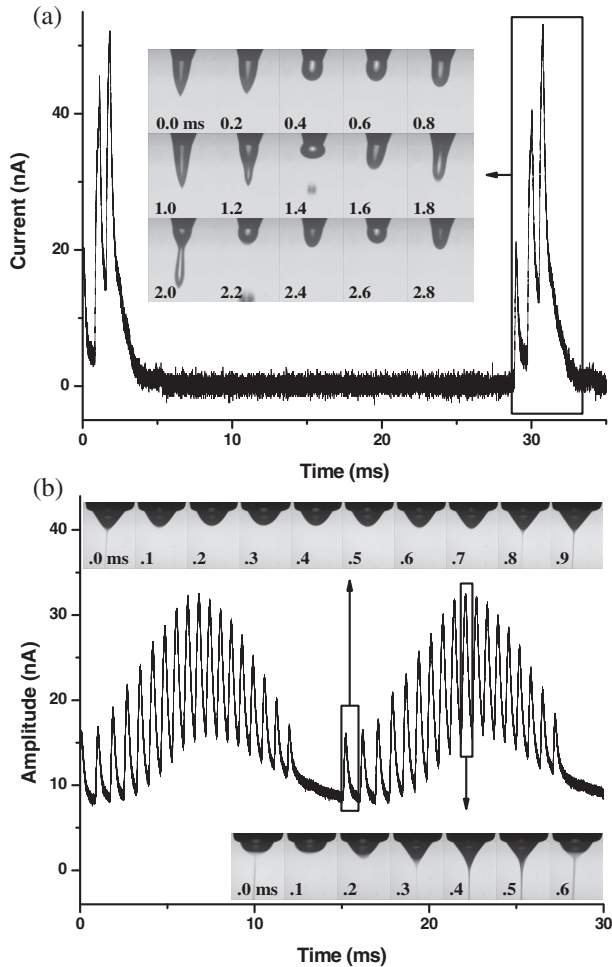 (a)
40
20
0
Current (nA)
0.0 ms 0.2 0.4 0.6 0.8
1.0 1.2 1.4 1.6 1.8
2.0 2.2 2.4 2.6 2.8
0 10 20 30
Time (ms)
(b)
40
30
20
10
0
Amplitude (nA)
.0 ms .1 .2 .3 .4 .5 .6 .7 .8 .9
.0 ms .1 .2 .3 .4 .5 .6
0 10 20 30
Time (ms)